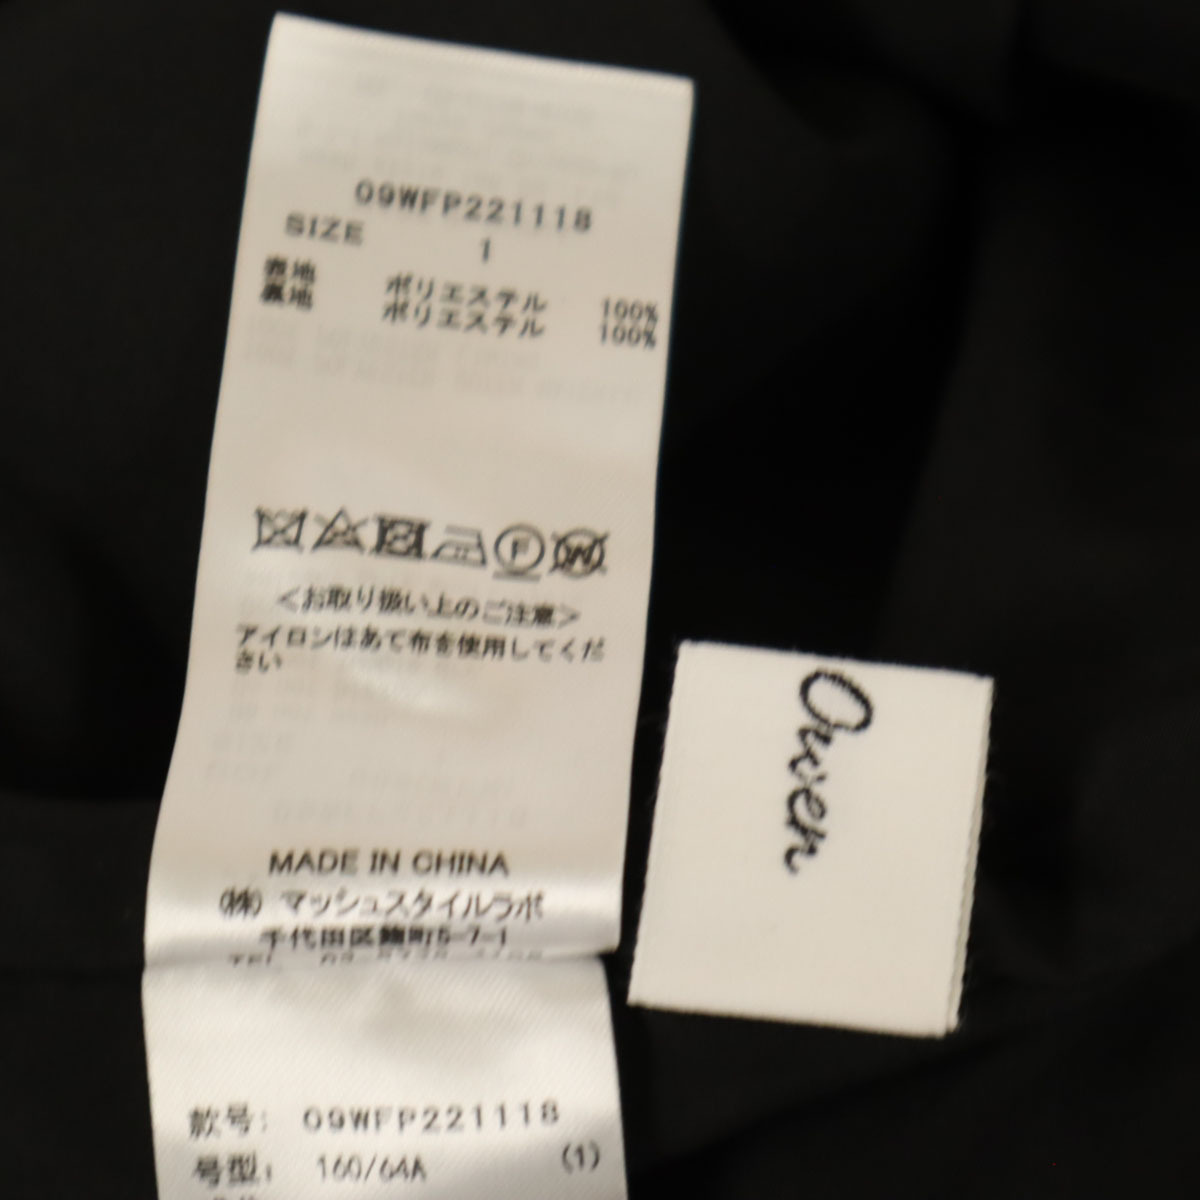 09WFP221118
SIZE 1
表地 ポリエステル 100%
裏地 ポリエステル 100%
F
W
<お取り扱い上のご注意>
アイロンはあて布を使用してくだ
さい
MADE IN CHINA
(株) マッシュスタイルラボ
千代田区麹町5-7-1
TEL
款号: 09WFP221118
号型: 160/64A (1)
Owen